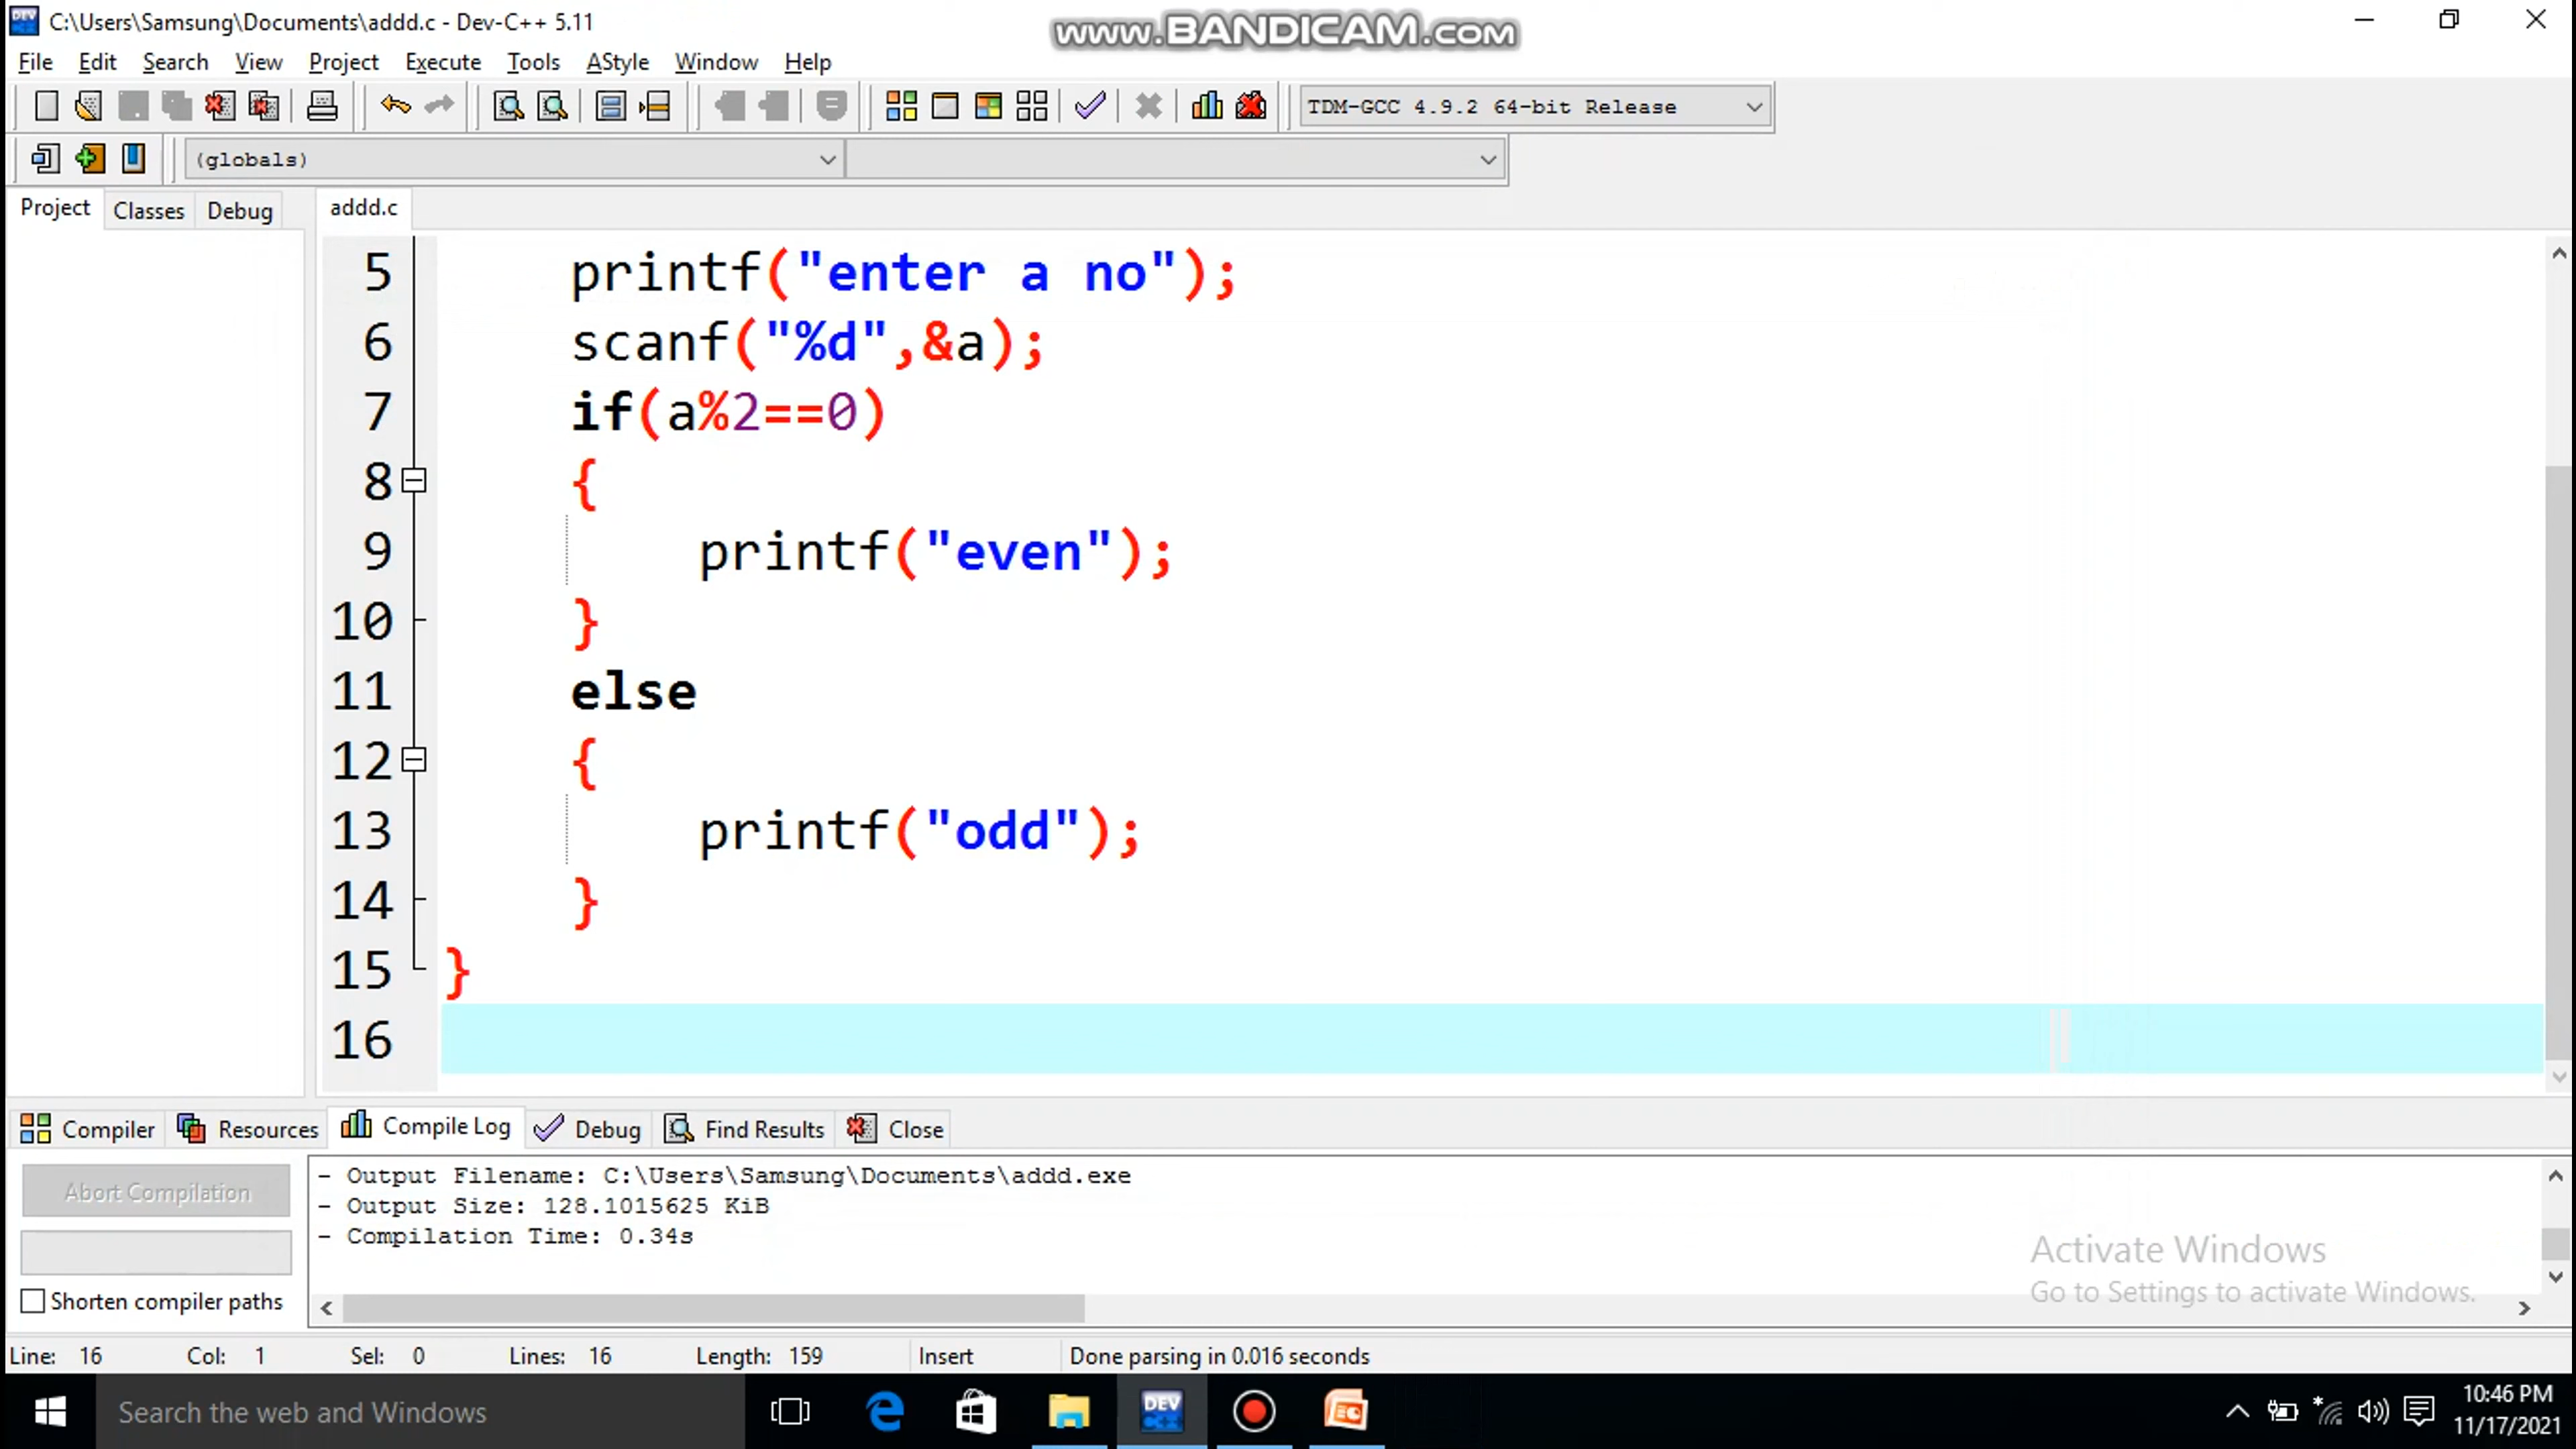 C:\Users\Samsung\Documents\addd.c - Dev-C++ 5.11
www.BANDICAM.com
File Edit Search View Project Execute Tools AStyle Window Help
TDM-GCC 4.9.2 64-bit Release
(globals)
Project Classes Debug addd.c
5 printf("enter a no");
6 scanf("%d",&a);
7 if(a%2==0)
8 {
9 printf("even");
10 }
11 else
12 {
13 printf("odd");
14 }
15 }
16
Compiler Resources Compile Log Debug Find Results Close
Abort Compilation
- Output Filename: C:\Users\Samsung\Documents\addd.exe
- Output Size: 128.1015625 KiB
- Compilation Time: 0.34s
Shorten compiler paths
Activate Windows
Go to Settings to activate Windows.
Line: 16 Col: 1 Sel: 0 Lines: 16 Length: 159 Insert Done parsing in 0.016 seconds
Search the web and Windows
DEV
10:46 PM
11/17/2021